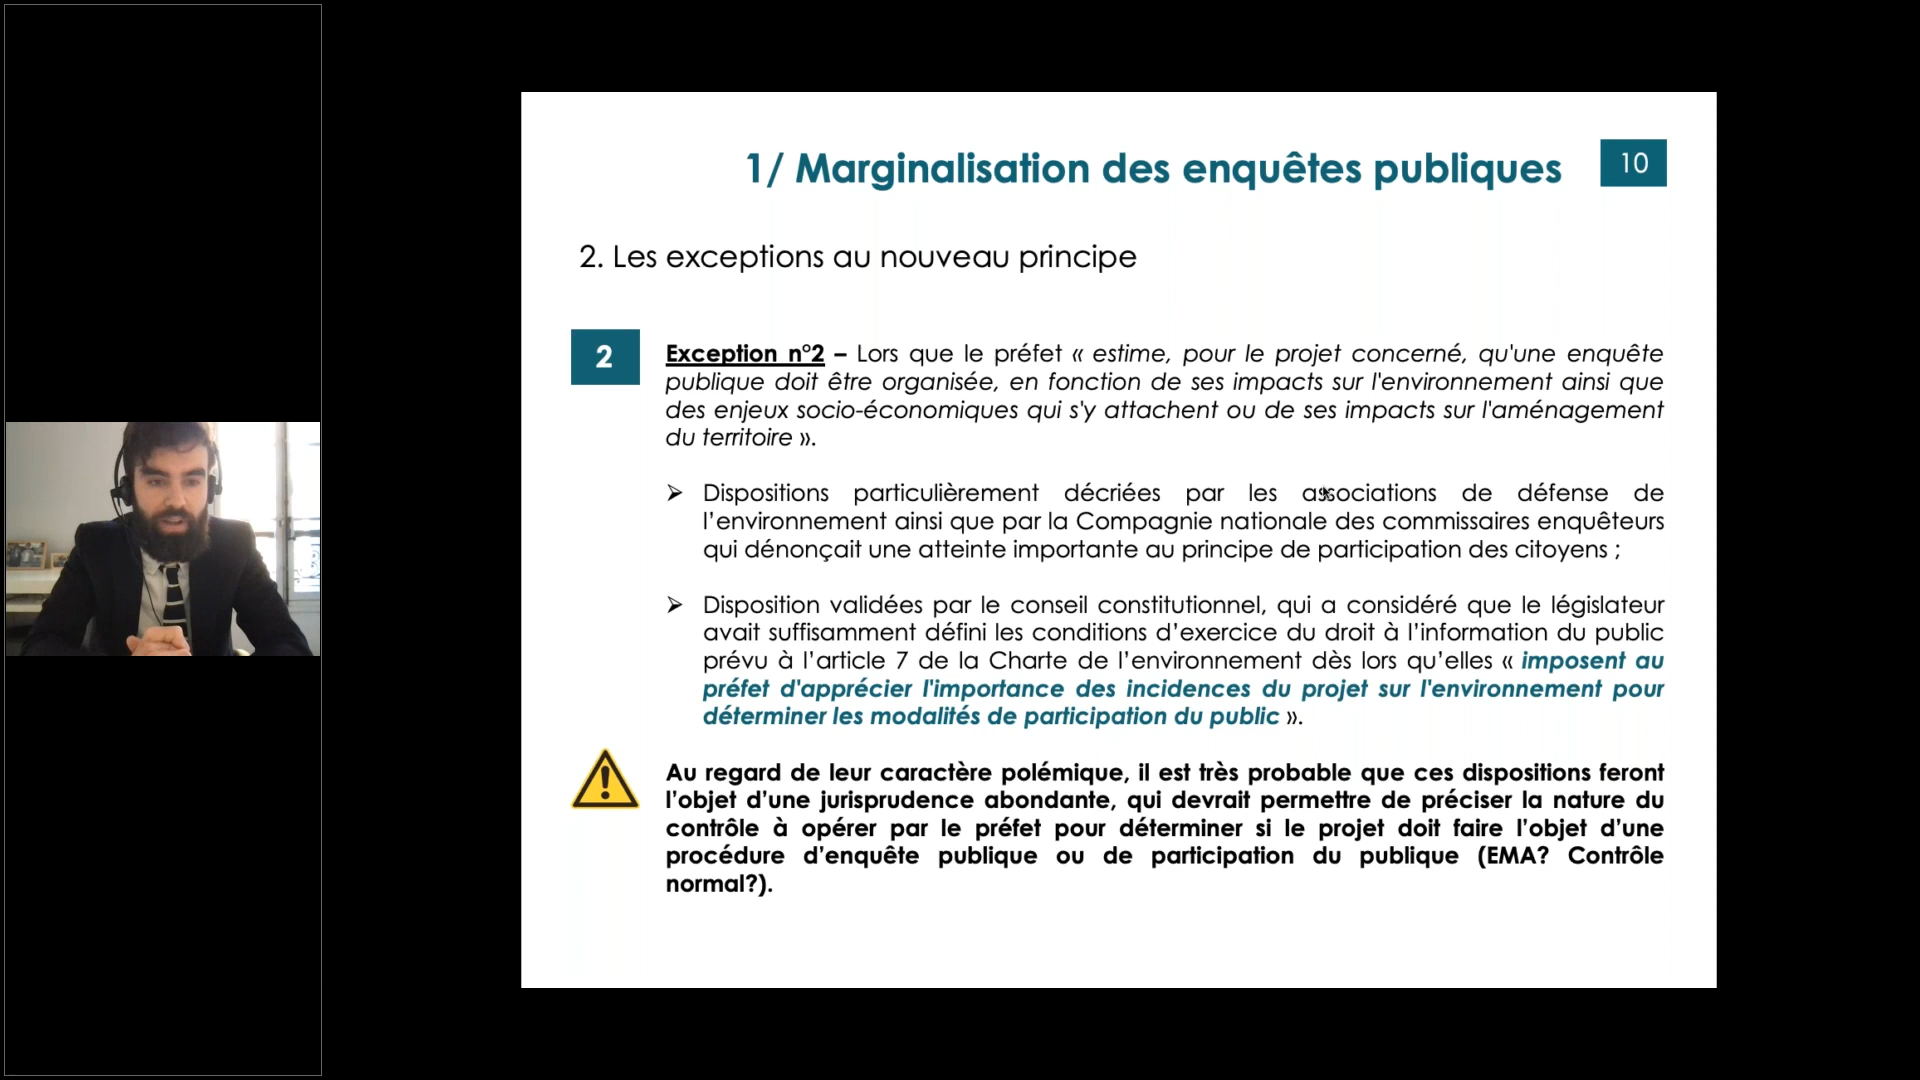 1/ Marginalisation des enquêtes publiques
10
2. Les exceptions au nouveau principe
2
Exception n°2 – Lors que le préfet « estime, pour le projet concerné, qu'une enquête
publique doit être organisée, en fonction de ses impacts sur l'environnement ainsi que
des enjeux socio-économiques qui s'y attachent ou de ses impacts sur l'aménagement
du territoire ».
➢ Dispositions particulièrement décriées par les associations de défense de
l’environnement ainsi que par la Compagnie nationale des commissaires enquêteurs
qui dénonçait une atteinte importante au principe de participation des citoyens ;
➢ Disposition validées par le conseil constitutionnel, qui a considéré que le législateur
avait suffisamment défini les conditions d’exercice du droit à l’information du public
prévu à l’article 7 de la Charte de l’environnement dès lors qu’elles « imposent au
préfet d'apprécier l'importance des incidences du projet sur l'environnement pour
déterminer les modalités de participation du public ».
Au regard de leur caractère polémique, il est très probable que ces dispositions feront
l’objet d’une jurisprudence abondante, qui devrait permettre de préciser la nature du
contrôle à opérer par le préfet pour déterminer si le projet doit faire l’objet d’une
procédure d’enquête publique ou de participation du publique (EMA? Contrôle
normal?).